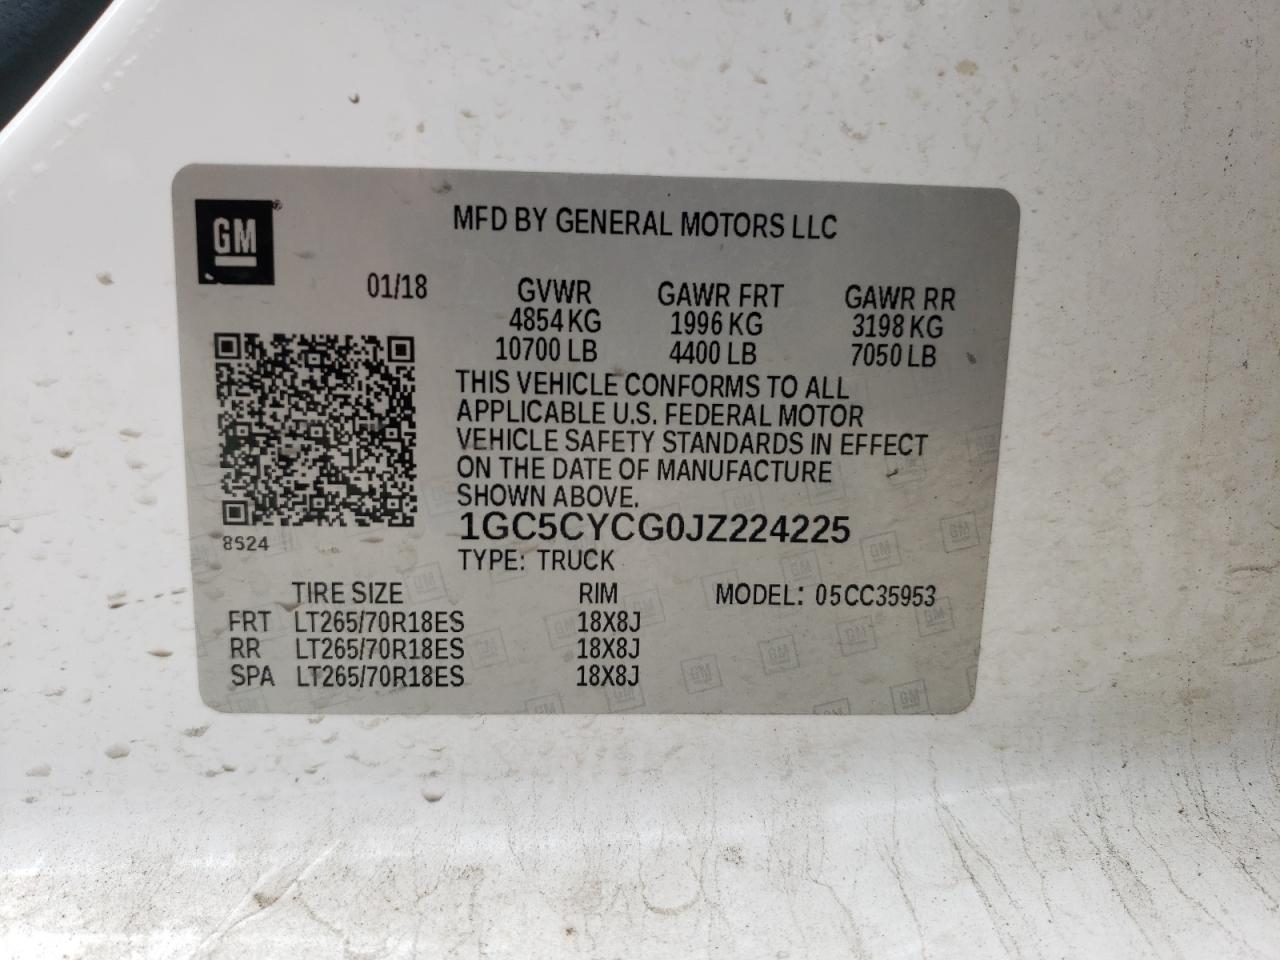 GM®
MFD BY GENERAL MOTORS LLC
01/18 GVWR GAWR FRT GAWR RR
4854 KG 1996 KG 3198 KG
10700 LB 4400 LB 7050 LB
THIS VEHICLE CONFORMS TO ALL
APPLICABLE U.S. FEDERAL MOTOR
VEHICLE SAFETY STANDARDS IN EFFECT
ON THE DATE OF MANUFACTURE
SHOWN ABOVE.
1GC5CYCG0JZ224225
8524
TYPE: TRUCK
TIRE SIZE RIM MODEL: 05CC35953
FRT LT265/70R18ES 18X8J
RR LT265/70R18ES 18X8J
SPA LT265/70R18ES 18X8J